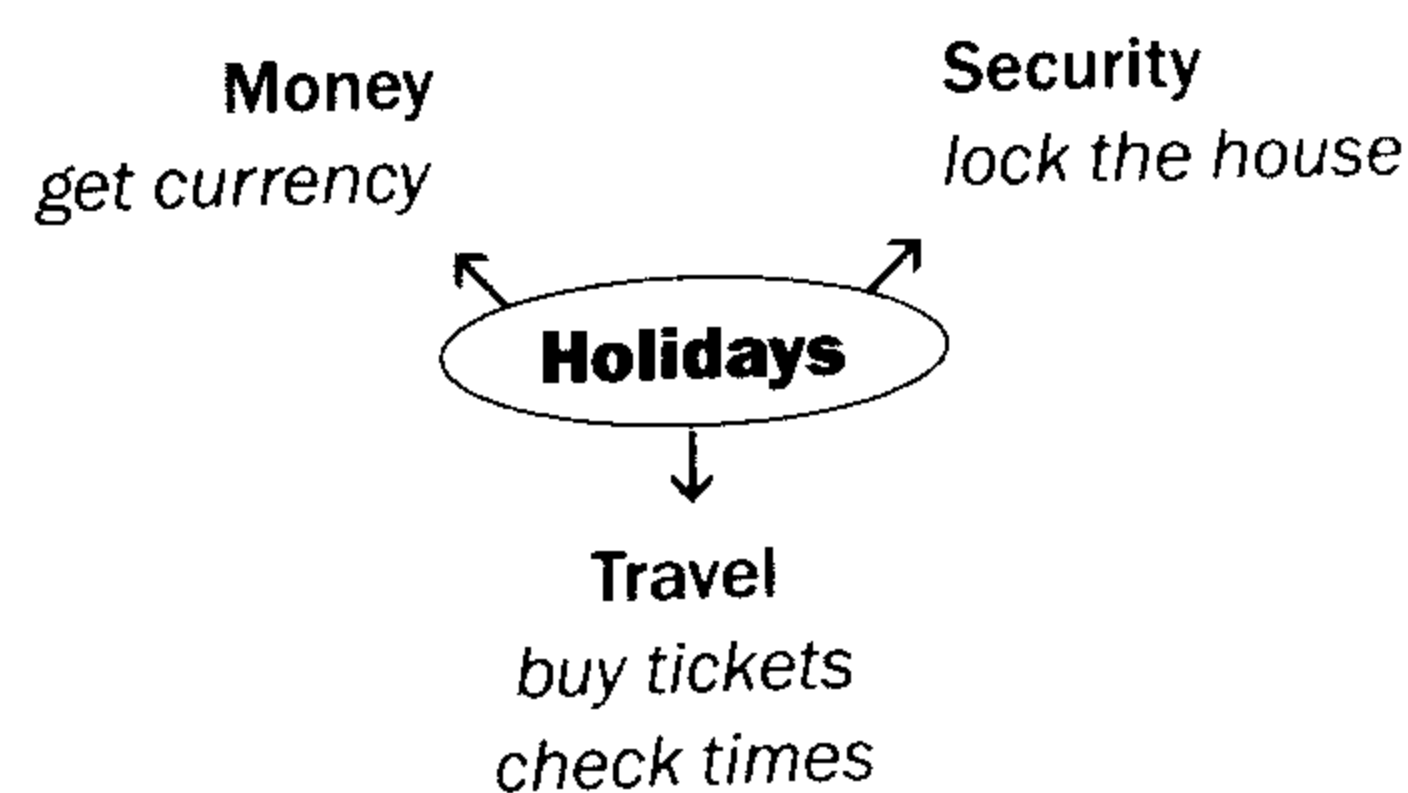 Money
get currency
Security
lock the house
Holidays
Travel
buy tickets
check times